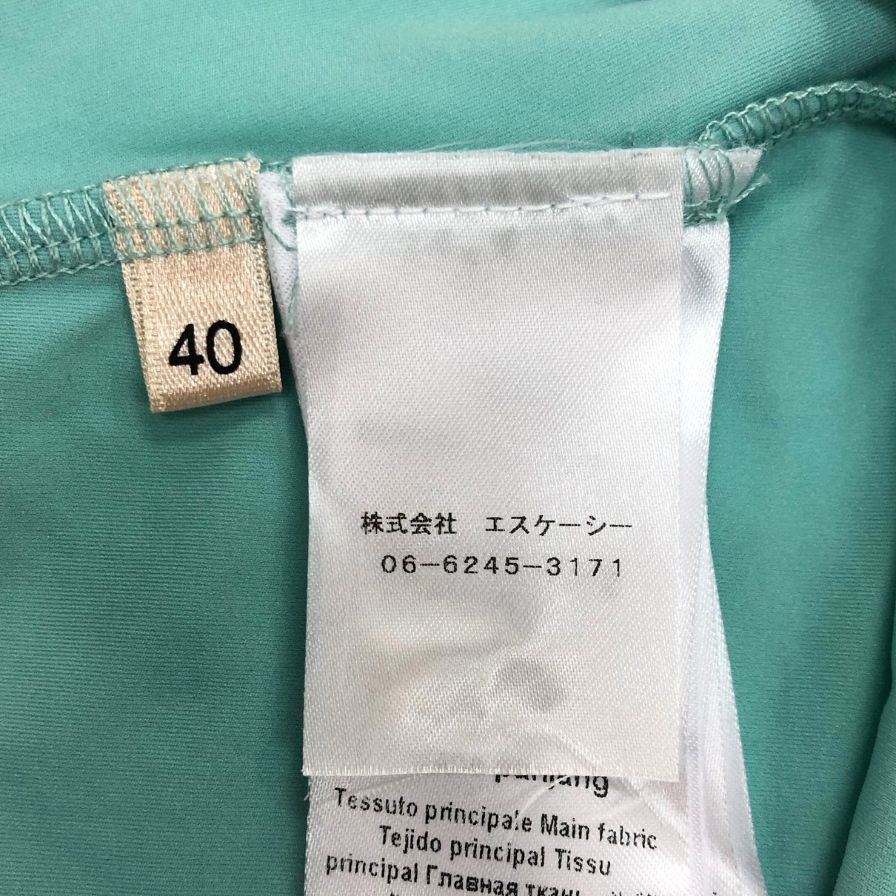 40
株式会社 エスケーシー
06-6245-3171
panjang
Tessuto principale Main fabric
Tejido principal Tissu
principal Главная ткань